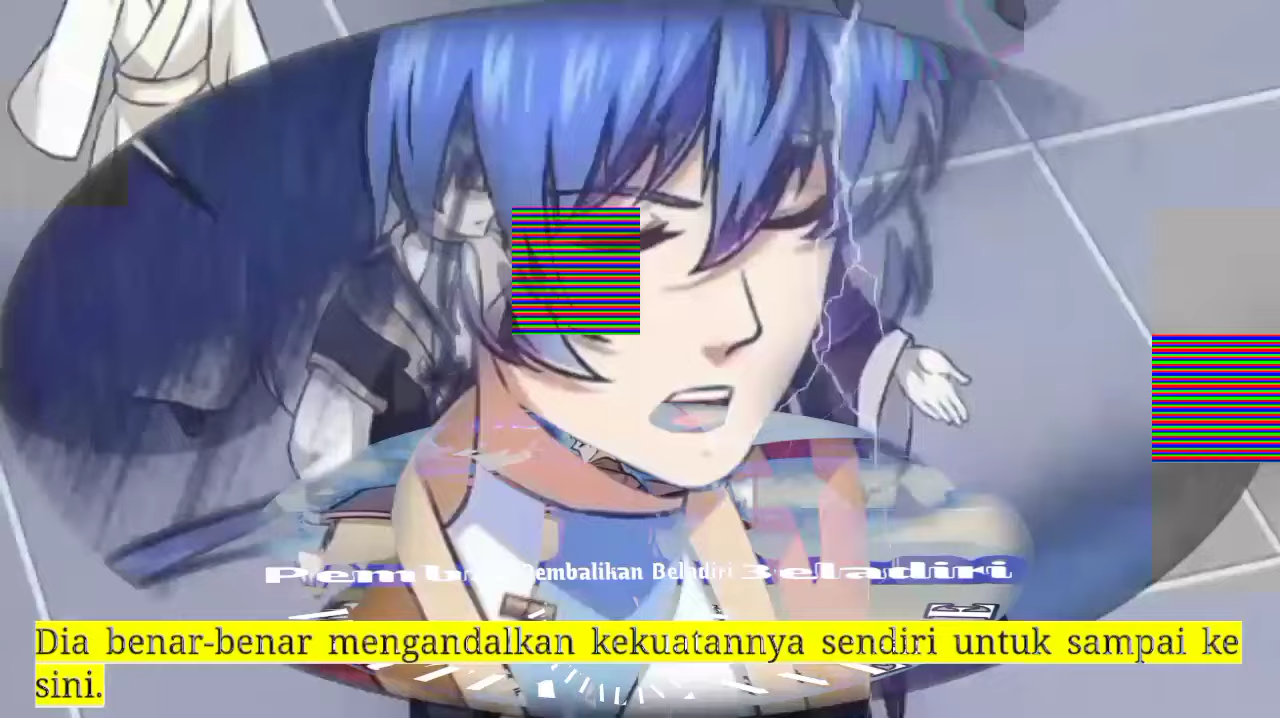 Pembalikan Beladiri
Dia benar-benar mengandalkan kekuatannya sendiri untuk sampai ke
sini.